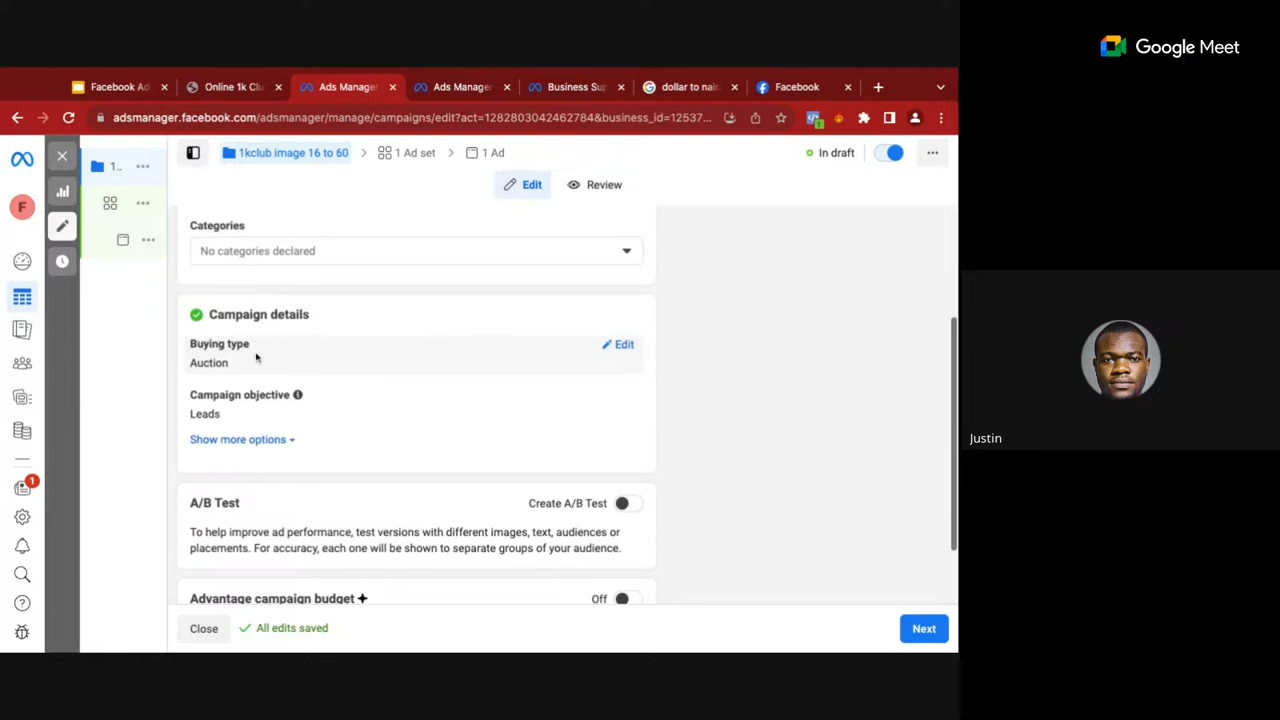 Google Meet
Facebook Ad
Online 1k Clu
Ads Manager
Ads Manager
Business Sup
dollar to nair
Facebook
adsmanager.facebook.com/adsmanager/manage/campaigns/edit?act=1282803042462784&business_id=12537...
1..
1kclub image 16 to 60
1 Ad set
1 Ad
In draft
Edit
Review
F
Categories
No categories declared
Campaign details
Buying type
Edit
Auction
Campaign objective
Leads
Show more options
Justin
1
A/B Test
Create A/B Test
To help improve ad performance, test versions with different images, text, audiences or
placements. For accuracy, each one will be shown to separate groups of your audience.
Advantage campaign budget
Off
Close
All edits saved
Next